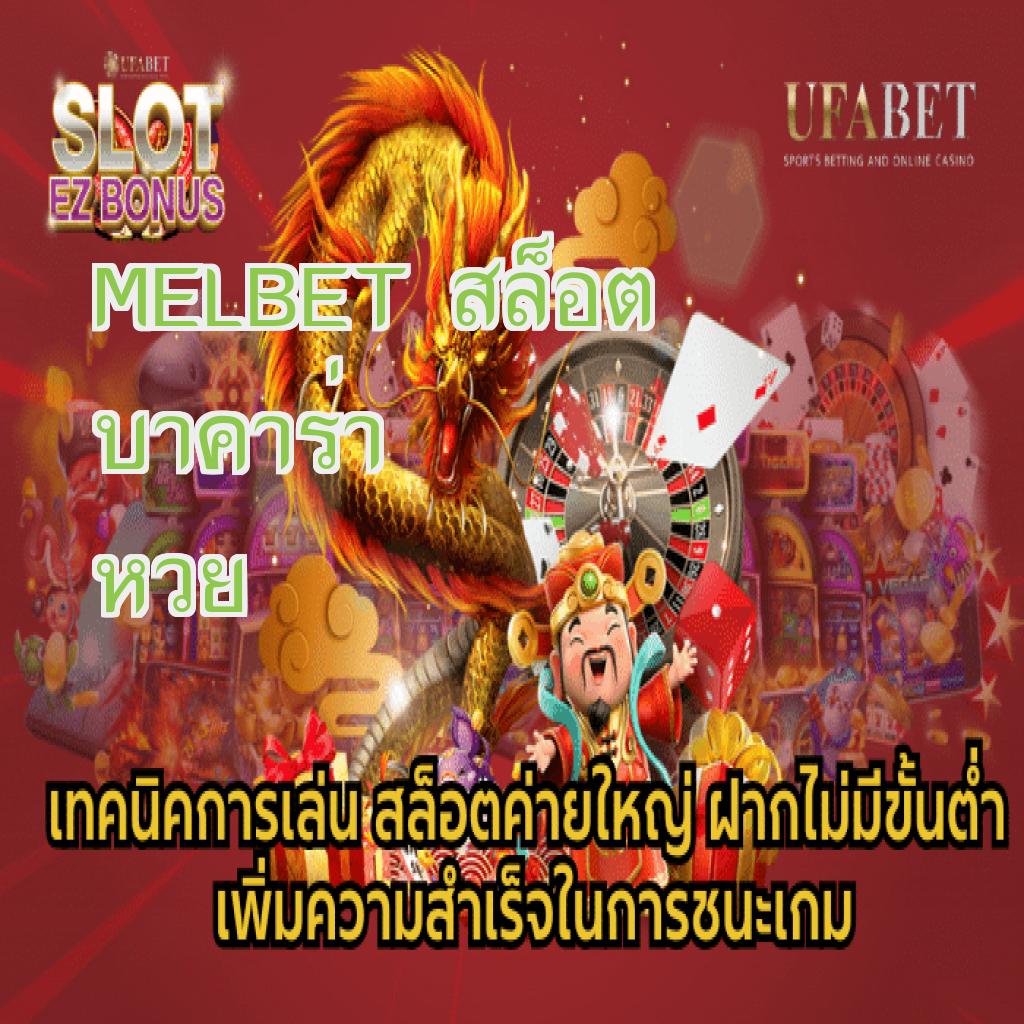 UFABET
SLOT
EZ BONUS
UFABET
SPORTS BETTING AND ONLINE CASINO
MELBET สล็อต
บาคาร่า
หวย
เทคนิคการเล่น สล็อตค่ายใหญ่ ฝากไม่มีขั้นต่ำ
เพิ่มความสำเร็จในการชนะเกม